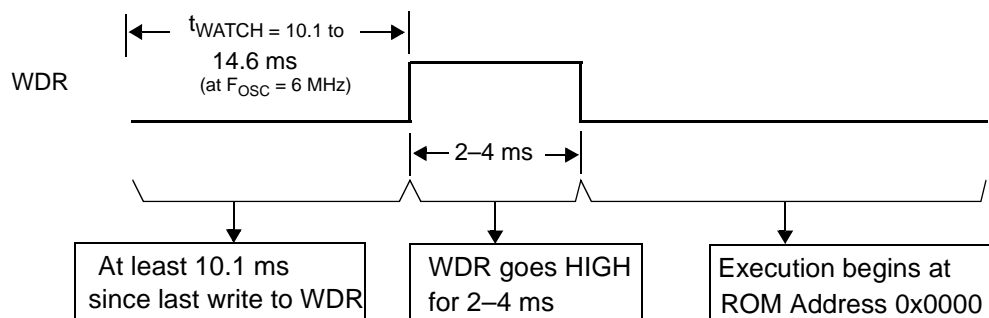 tWATCH = 10.1 to
14.6 ms
(at FOSC = 6 MHz)
WDR
2–4 ms
At least 10.1 ms
since last write to WDR
WDR goes HIGH
for 2–4 ms
Execution begins at
ROM Address 0x0000